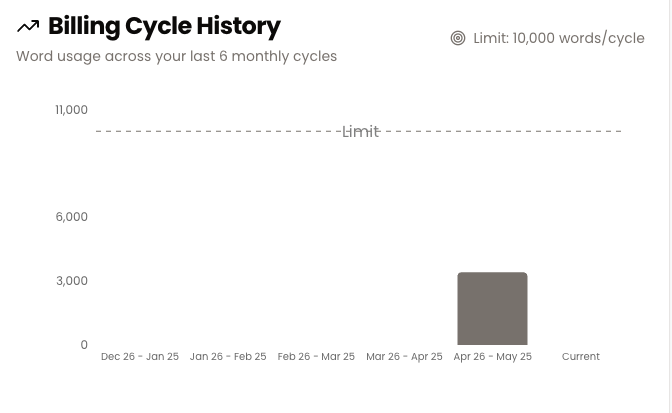 Billing Cycle History
Word usage across your last 6 monthly cycles
Limit: 10,000 words/cycle
11,000
Limit
6,000
3,000
0
Dec 26 - Jan 25
Jan 26 - Feb 25
Feb 26 - Mar 25
Mar 26 - Apr 25
Apr 26 - May 25
Current